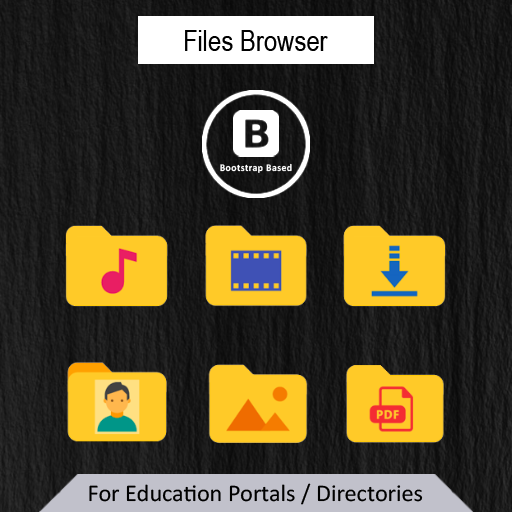 Files Browser
B
Bootstrap Based
PDF
For Education Portals / Directories